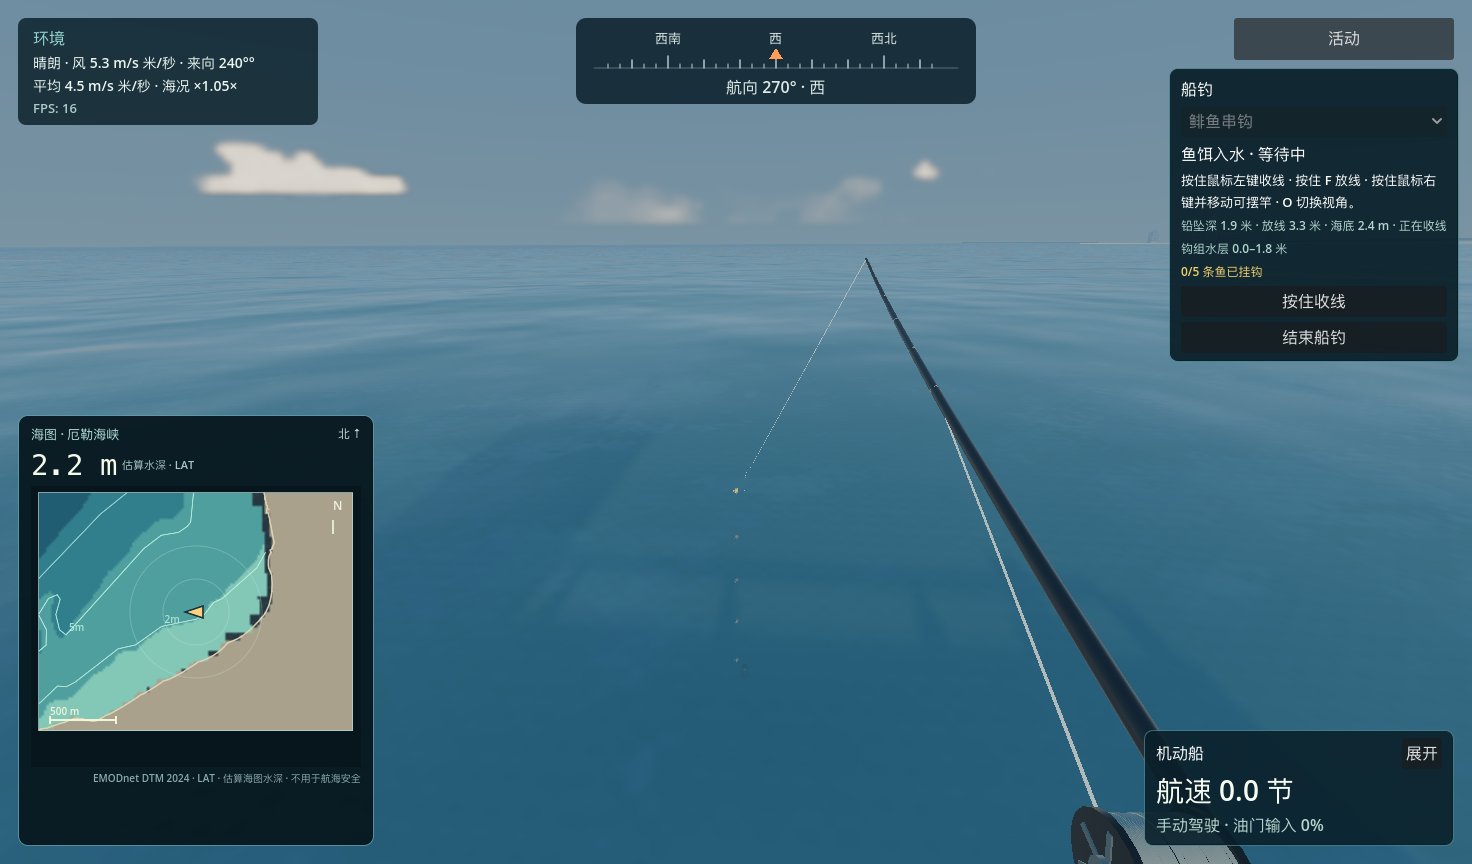 环境
晴朗 · 风 5.3 m/s 米/秒 · 来向 240°°
平均 4.5 m/s 米/秒 · 海况 ×1.05×
FPS: 16
西南 西 西北
航向 270° · 西
活动
船钓
鲱鱼串钩
鱼饵入水 · 等待中
按住鼠标左键收线 · 按住 F 放线 · 按住鼠标右
键并移动可摆竿 · O 切换视角。
铅坠深 1.9 米 · 放线 3.3 米 · 海底 2.4 m · 正在收线
钩组水层 0.0–1.8 米
0/5 条鱼已挂钩
按住收线
结束船钓
海图 · 厄勒海峡 北 ↑
2.2 m 估算水深 · LAT
N
2m
5m
500 m
EMODnet DTM 2024 · LAT · 估算海图水深 · 不用于航海安全
机动船 展开
航速 0.0 节
手动驾驶 · 油门输入 0%